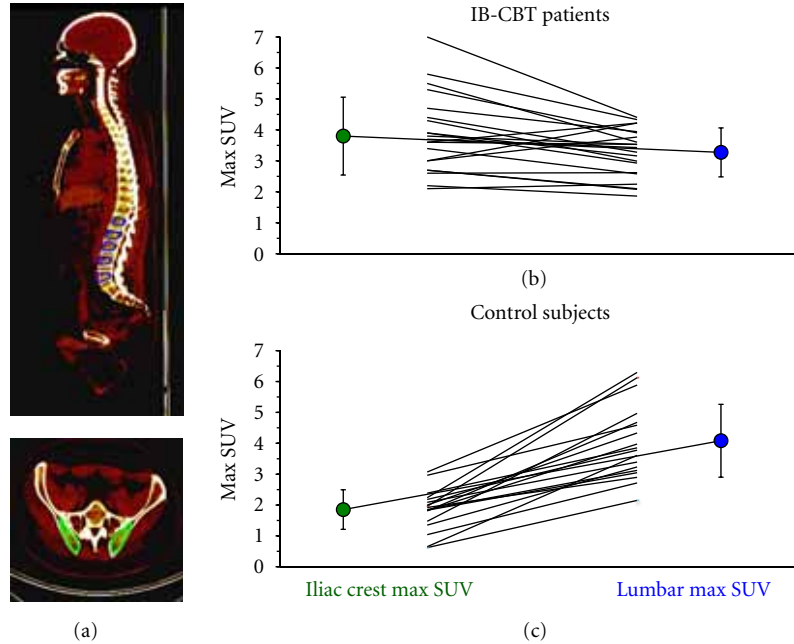 IB-CBT patients
7
6
5
4
3
2
1
0
Max SUV
(b)
Control subjects
7
6
5
4
3
2
1
0
Max SUV
Iliac crest max SUV
Lumbar max SUV
(a)
(c)